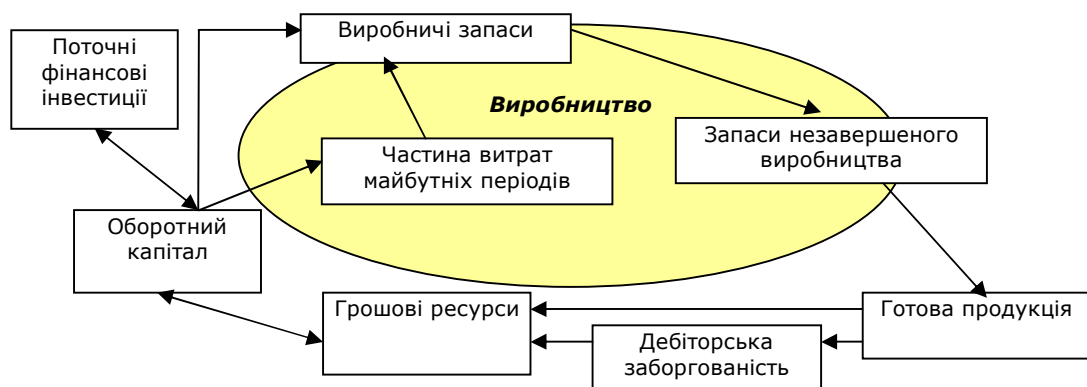 Поточні
фінансові
інвестиції
Виробничі запаси
Виробництво
Частина витрат
майбутніх періодів
Запаси незавершеного
виробництва
Оборотний
капітал
Грошові ресурси
Готова продукція
Дебіторська
заборгованість